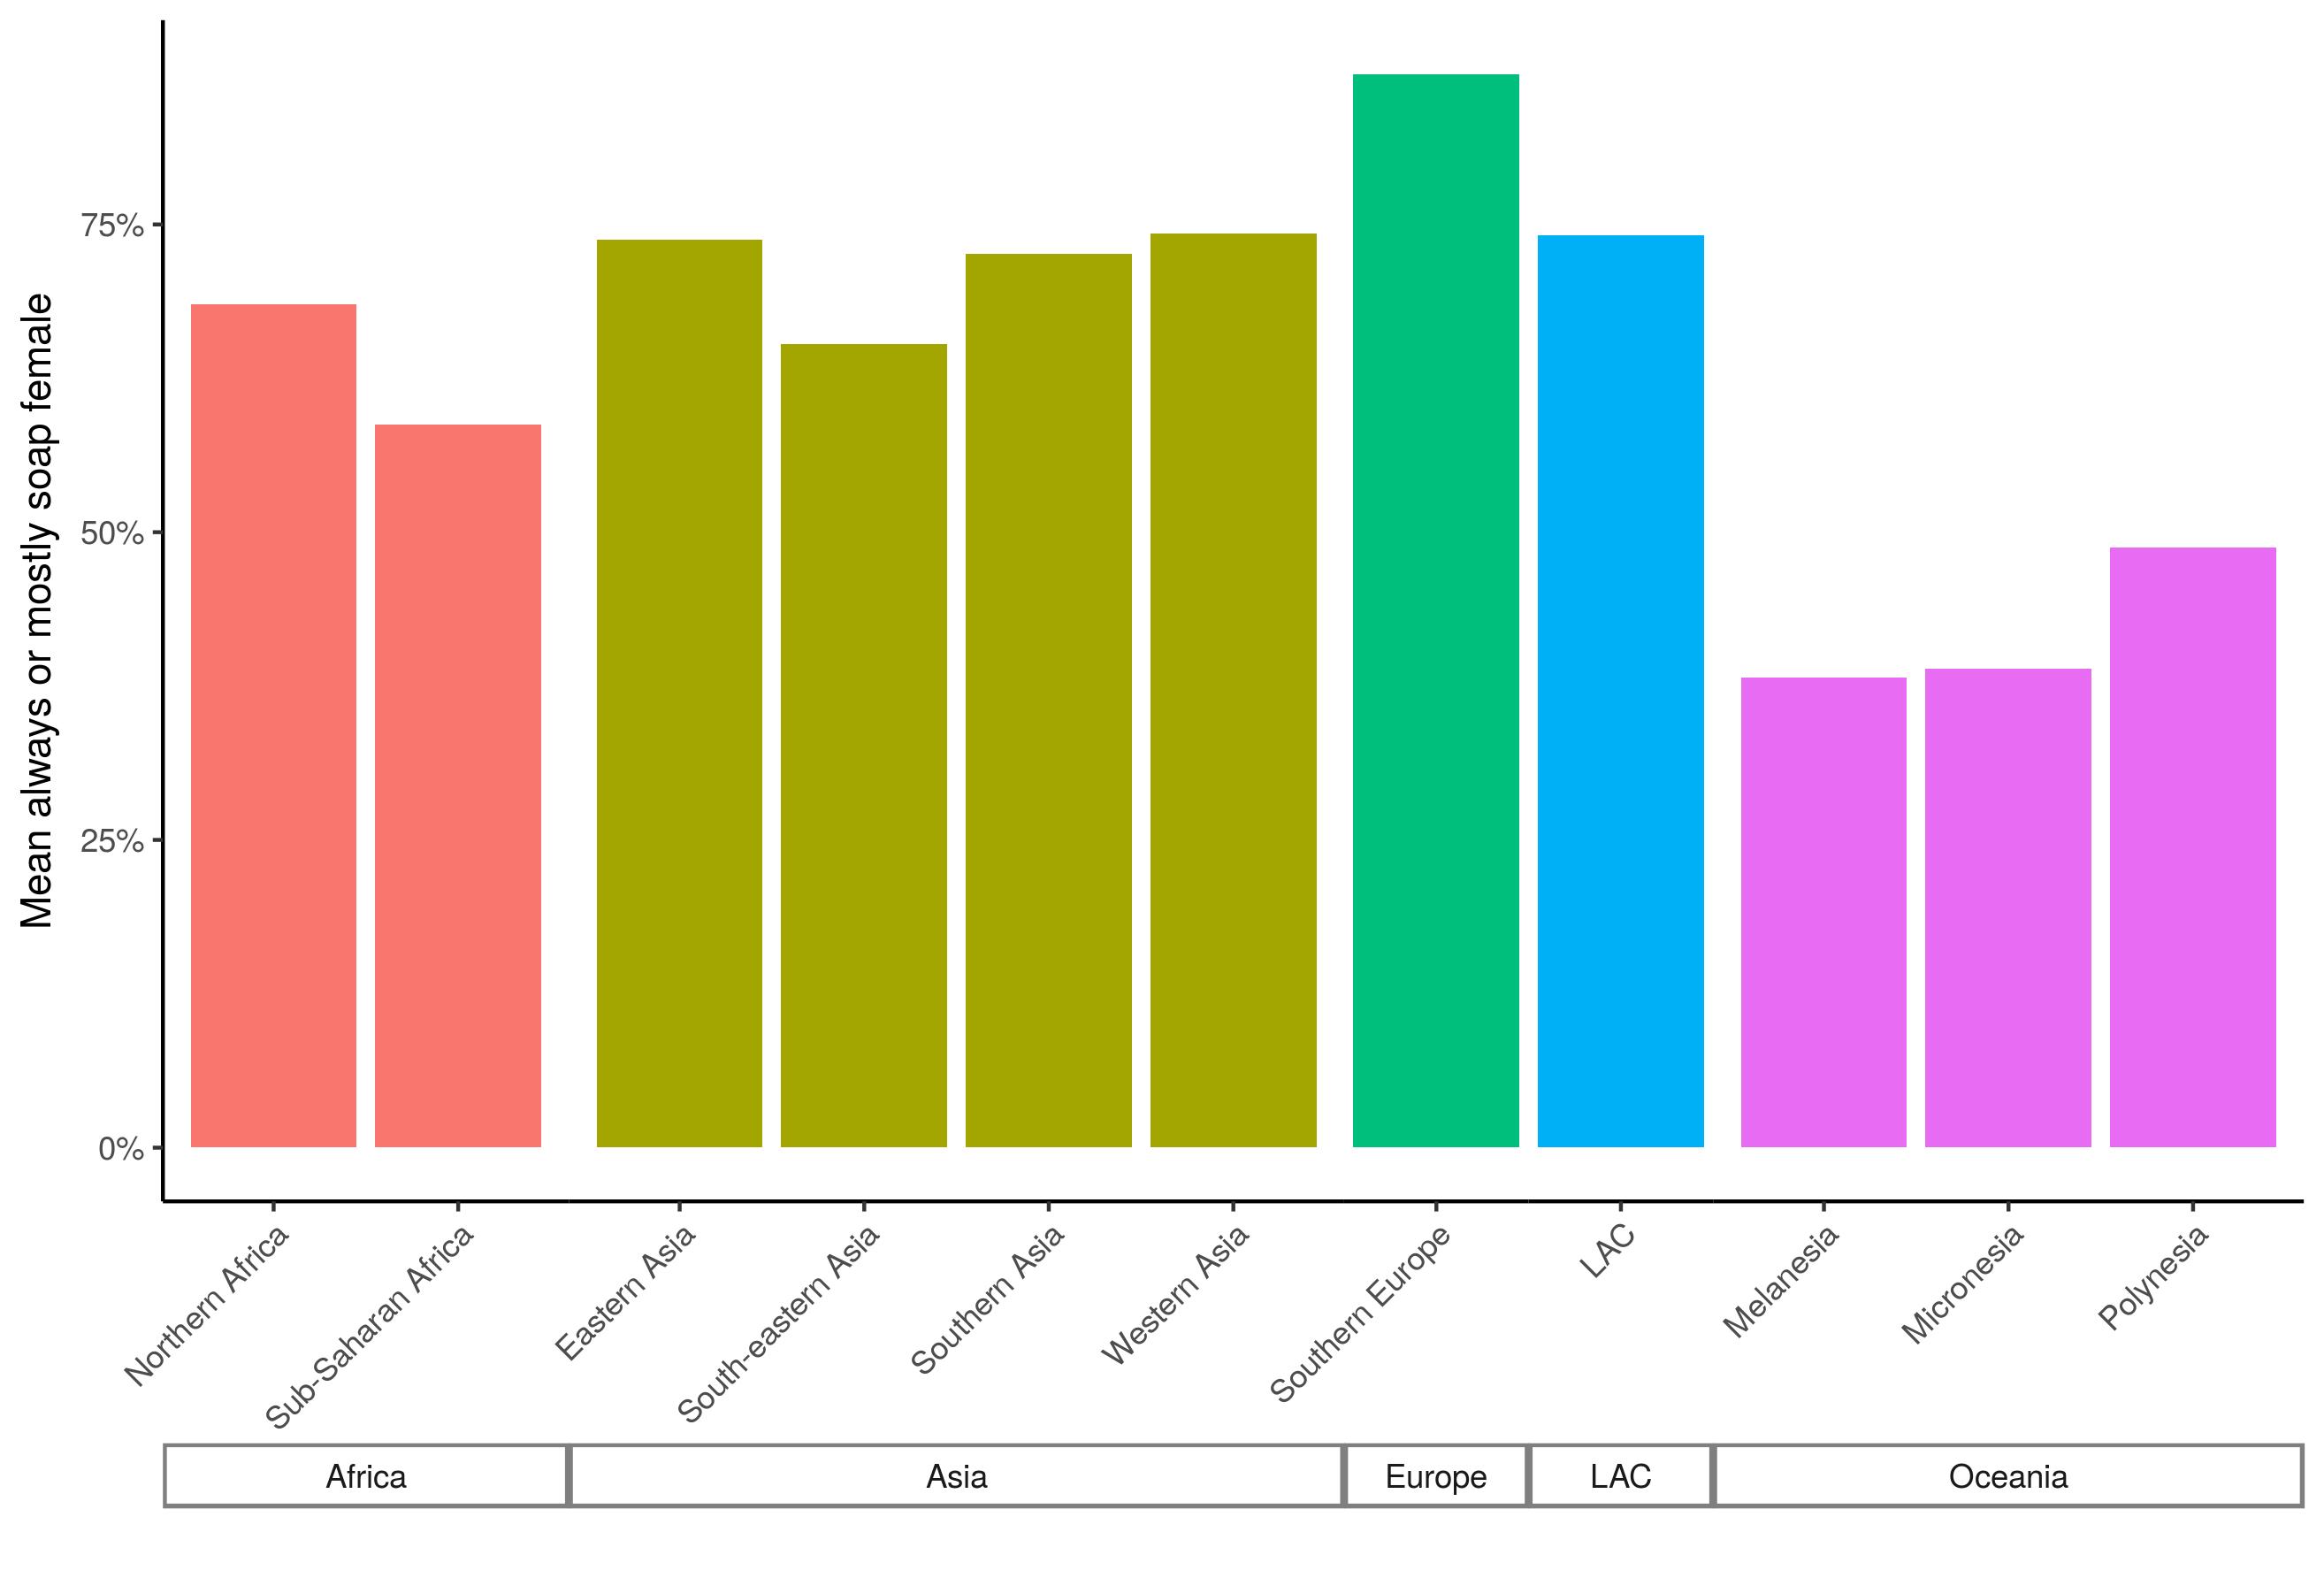 Mean always or mostly soap female
75%
50%
25%
0%
Northern Africa
Sub-Saharan Africa
Eastern Asia
South-eastern Asia
Southern Asia
Western Asia
Southern Europe
LAC
Melanesia
Micronesia
Polynesia
Africa
Asia
Europe
LAC
Oceania